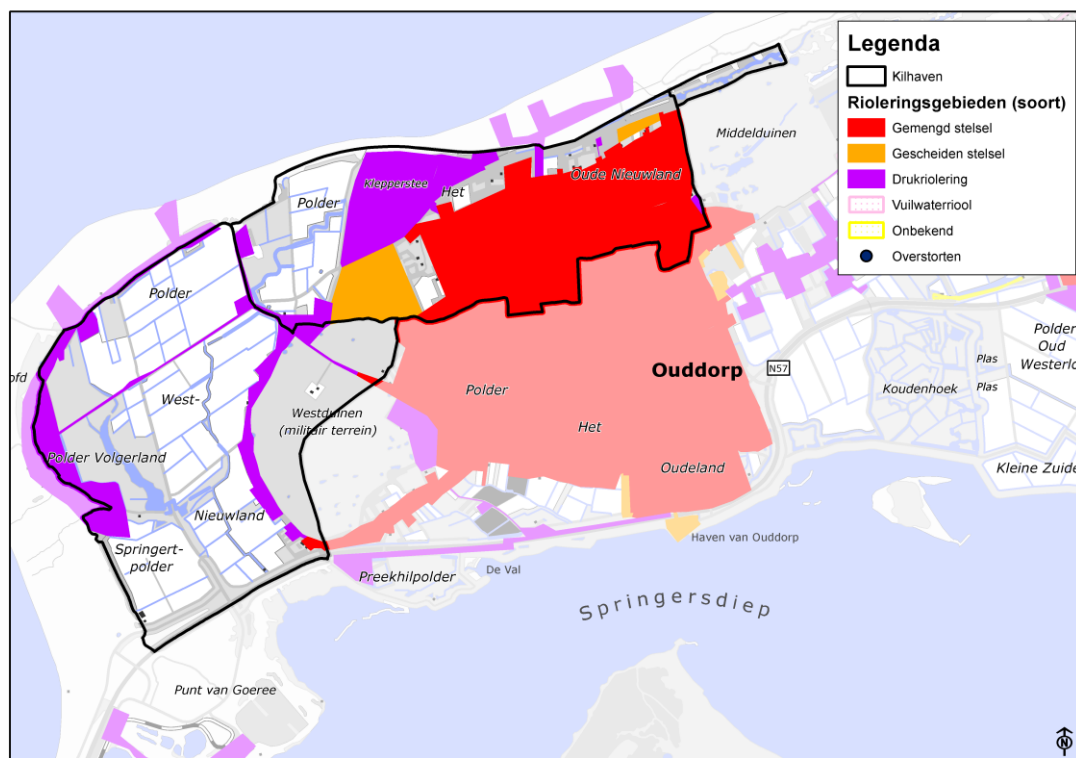 Legenda
Kilhaven
Rioleringsgebieden (soort)
Gemengd stelsel
Gescheiden stelsel
Drukriolering
Vuilwaterriool
Onbekend
Overstorten
Middelduinen
Klepperstee
Het
Oude Nieuwland
Polder
Polder
ofd
West-
Westduinen
(militair terrein)
Polder Volgerland
Nieuwland
Springert-
polder
Ouddorp
N57
Polder
Het
Oudeland
Polder
Oud
Westerlo
Plas
Plas
Koudenhoek
Kleine Zuide
Haven van Ouddorp
De Val
Preekhilpolder
Springersdiep
Punt van Goeree
N